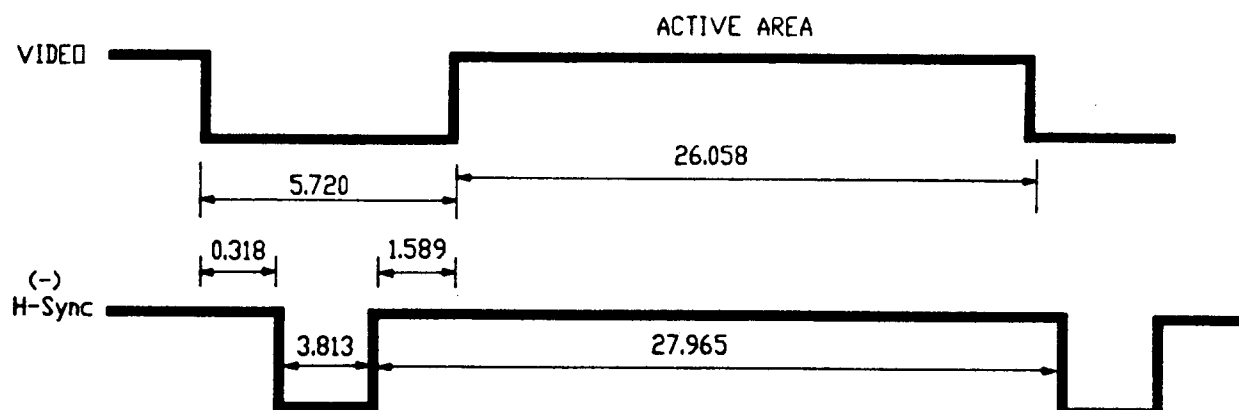 ACTIVE AREA
VIDEO
26.058
5.720
0.318 1.589
(-)
H-Sync
3.813 27.965